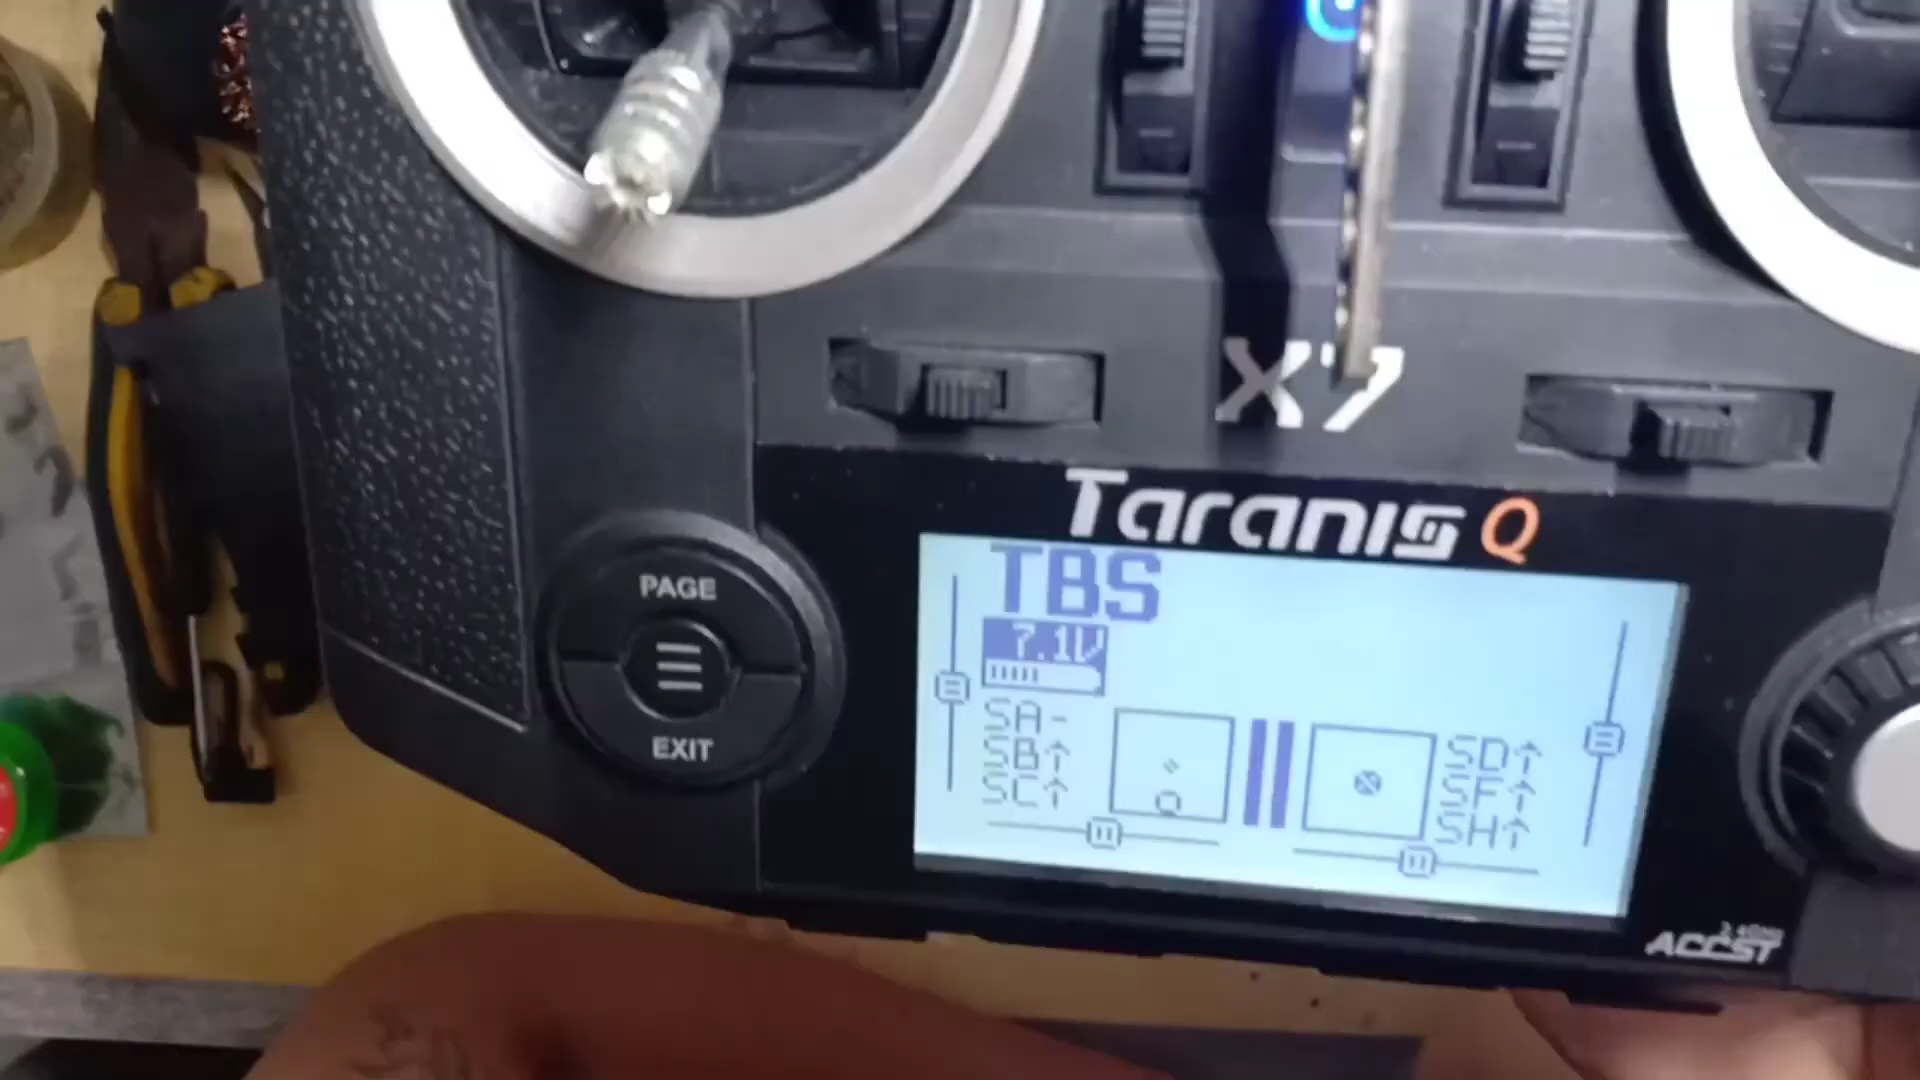 X7
Taranis Q
PAGE
EXIT
TBS
7.1V
SA-
SB↑
SC↑
SD↑
SF↑
SH↑
ACCST